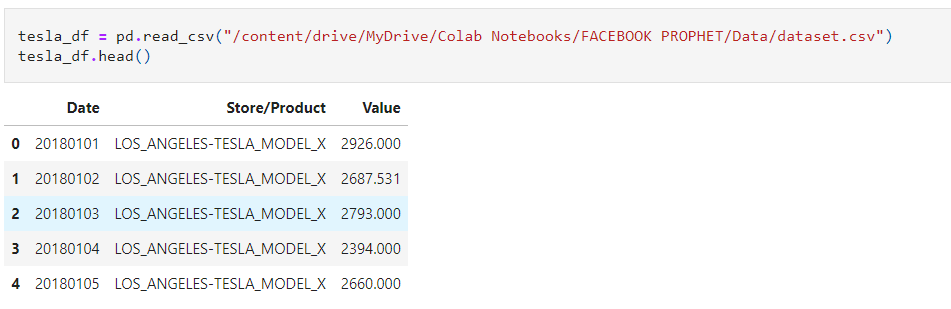 tesla_df = pd.read_csv("/content/drive/MyDrive/Colab Notebooks/FACEBOOK PROPHET/Data/dataset.csv")
tesla_df.head()
Date Store/Product Value
0 20180101 LOS_ANGELES-TESLA_MODEL_X 2926.000
1 20180102 LOS_ANGELES-TESLA_MODEL_X 2687.531
2 20180103 LOS_ANGELES-TESLA_MODEL_X 2793.000
3 20180104 LOS_ANGELES-TESLA_MODEL_X 2394.000
4 20180105 LOS_ANGELES-TESLA_MODEL_X 2660.000